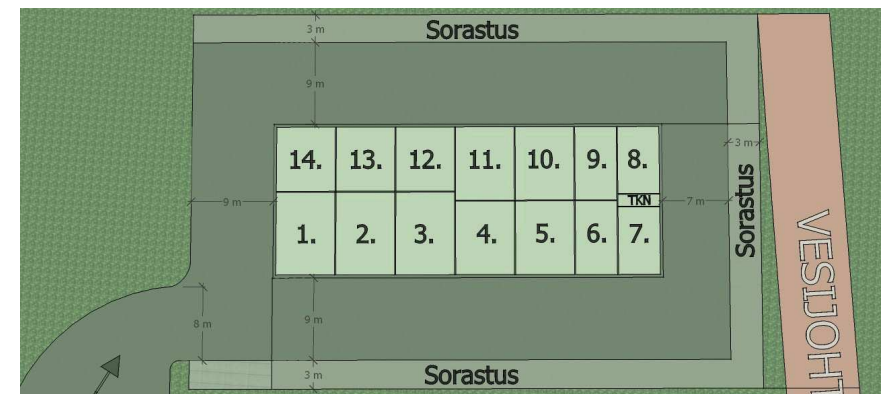 Sorastus
3 m
9 m
14. 13. 12. 11. 10. 9. 8.
3 m
9 m
TKN
7 m
Sorastus
1. 2. 3. 4. 5. 6. 7.
VESIJOHT
8 m
9 m
3 m
Sorastus